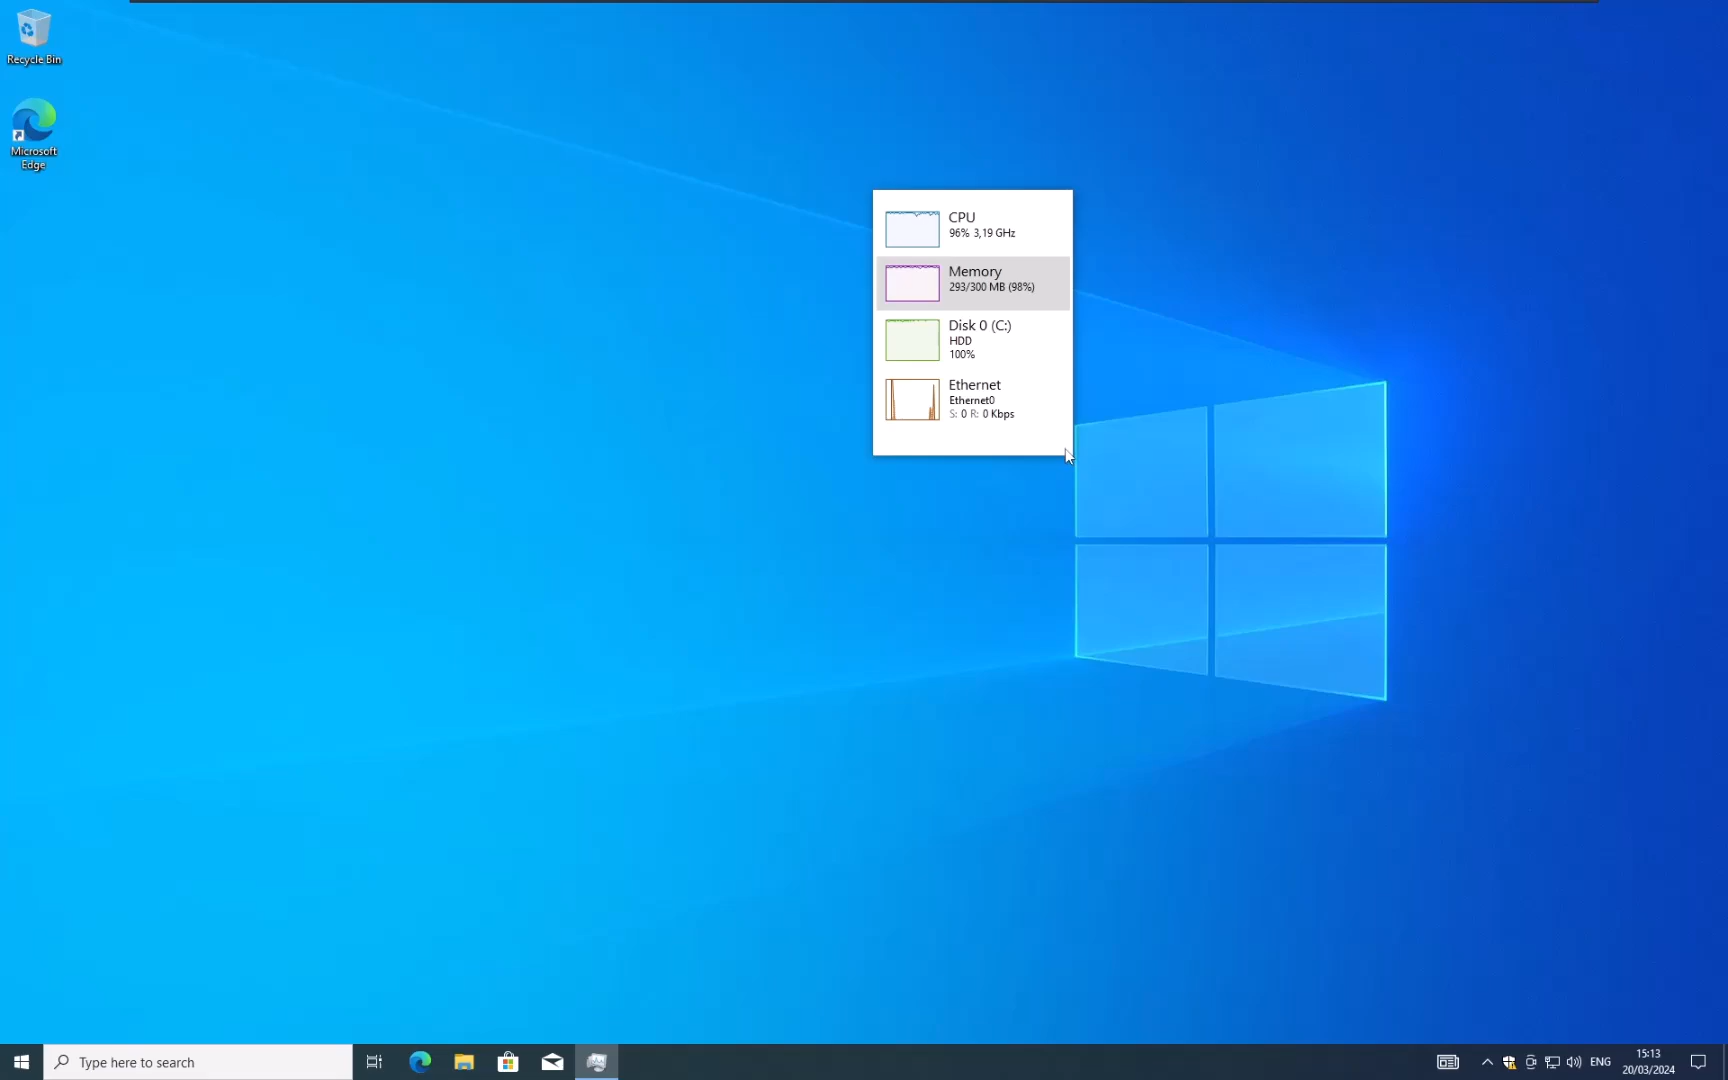 Recycle Bin
Microsoft
Edge
CPU
96% 3,19 GHz
Memory
293/300 MB (98%)
Disk 0 (C:)
HDD
100%
Ethernet
Ethernet0
S: 0 R: 0 Kbps
Type here to search
ENG
15:13
20/03/2024